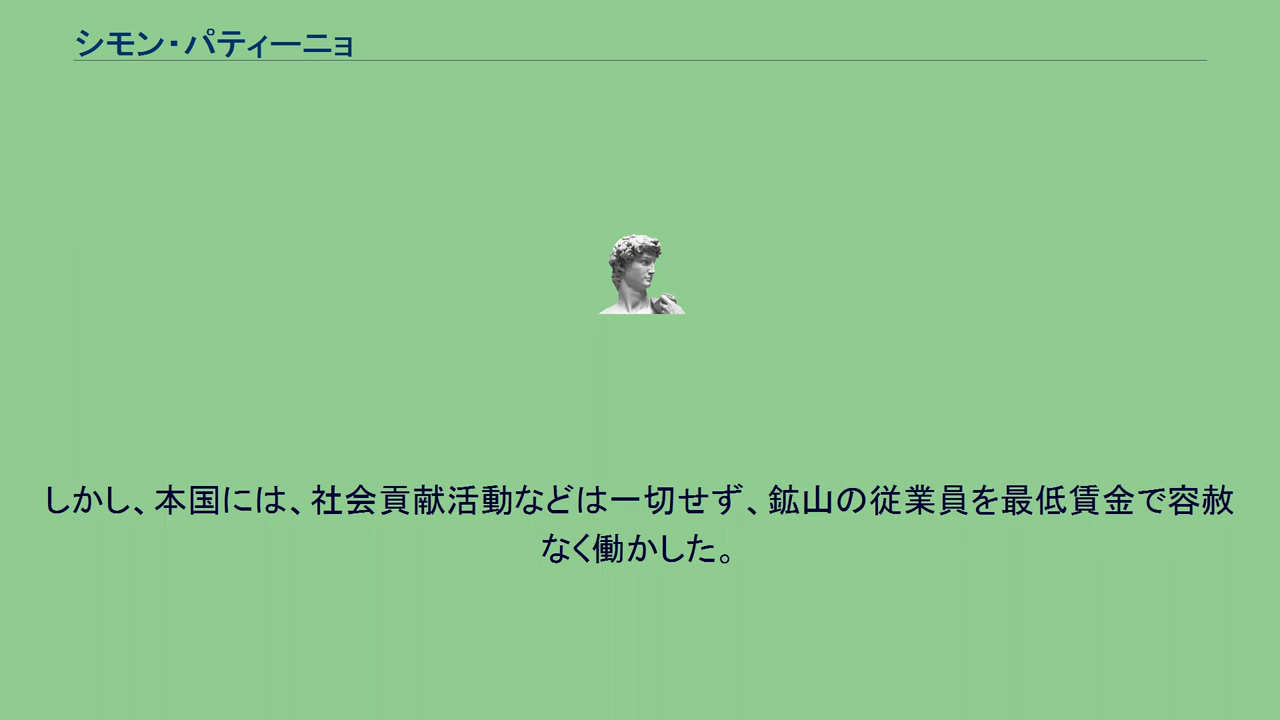 シモン・パティーニョ
しかし、本国には、社会貢献活動などは一切せず、鉱山の従業員を最低賃金で容赦
なく働かした。